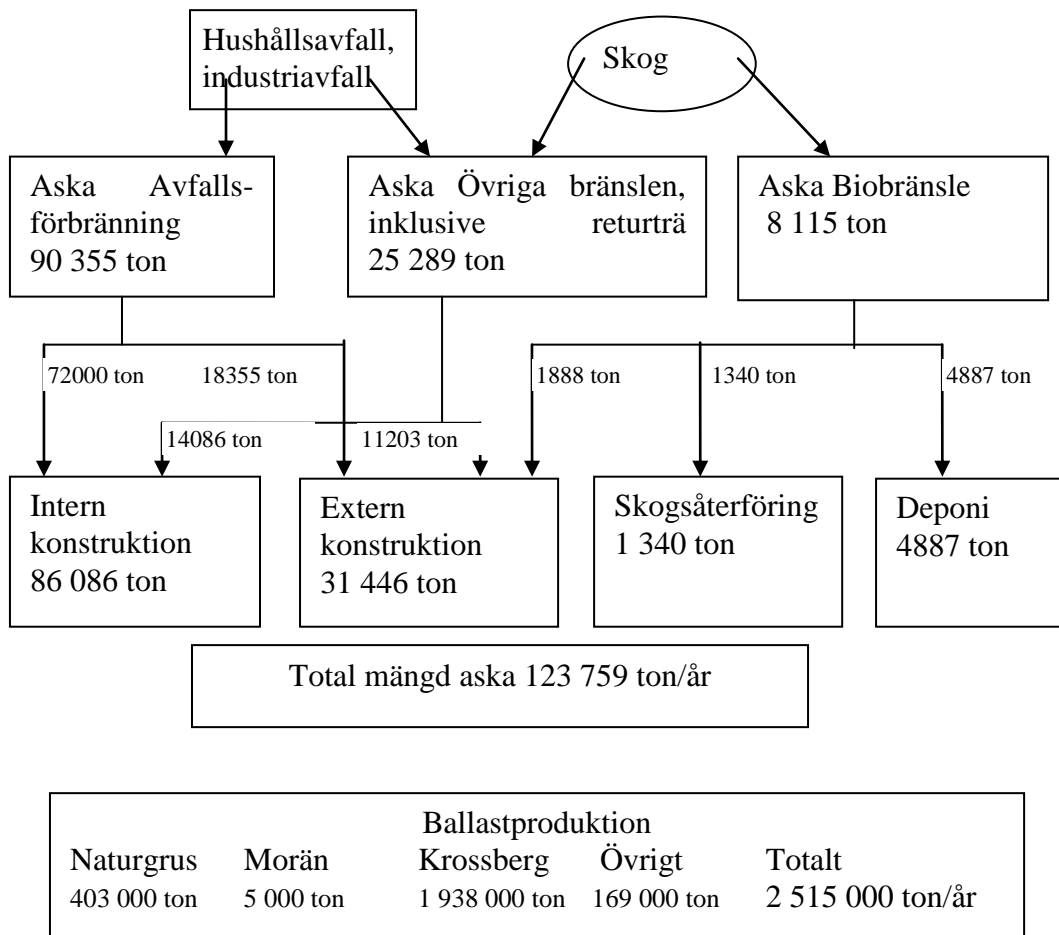 Hushållsavfall,
industriavfall
Skog
Aska Avfalls-
förbränning
90 355 ton
Aska Övriga bränslen,
inklusive returträ
25 289 ton
Aska Biobränsle
8 115 ton
72000 ton
18355 ton
1888 ton
1340 ton
4887 ton
14086 ton
11203 ton
Intern
konstruktion
86 086 ton
Extern
konstruktion
31 446 ton
Skogsåterföring
1 340 ton
Deponi
4887 ton
Total mängd aska 123 759 ton/år
Ballastproduktion
Naturgrus Morän Krossberg Övrigt Totalt
403 000 ton 5 000 ton 1 938 000 ton 169 000 ton 2 515 000 ton/år